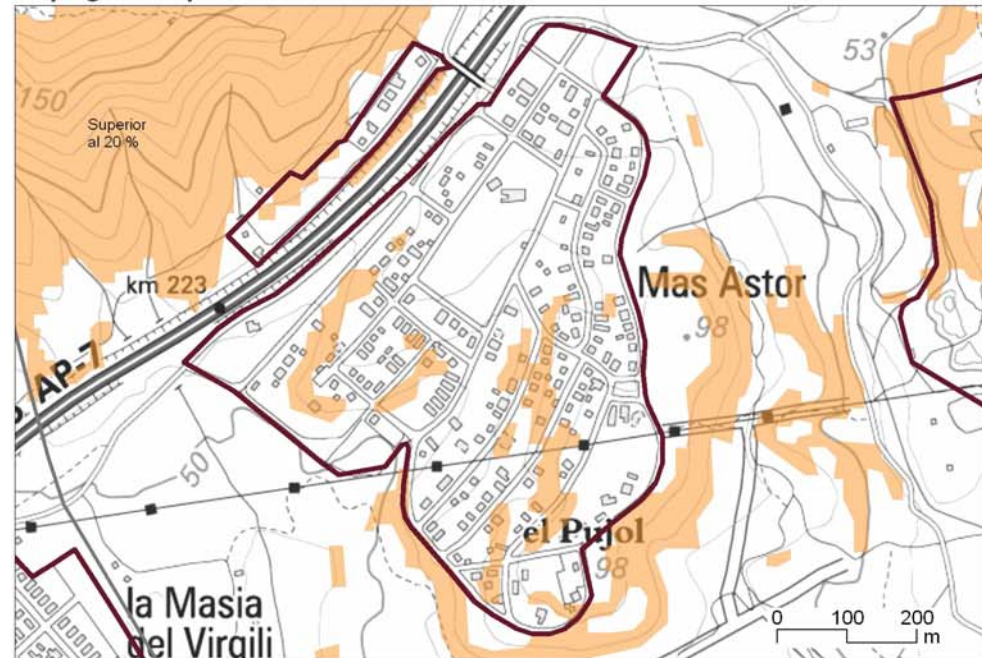 53
150
Superior
al 20 %
km 223
Mas Astor
98
AP-7
50
el Pujol
98
la Masia
del Virgili
0 100 200
m